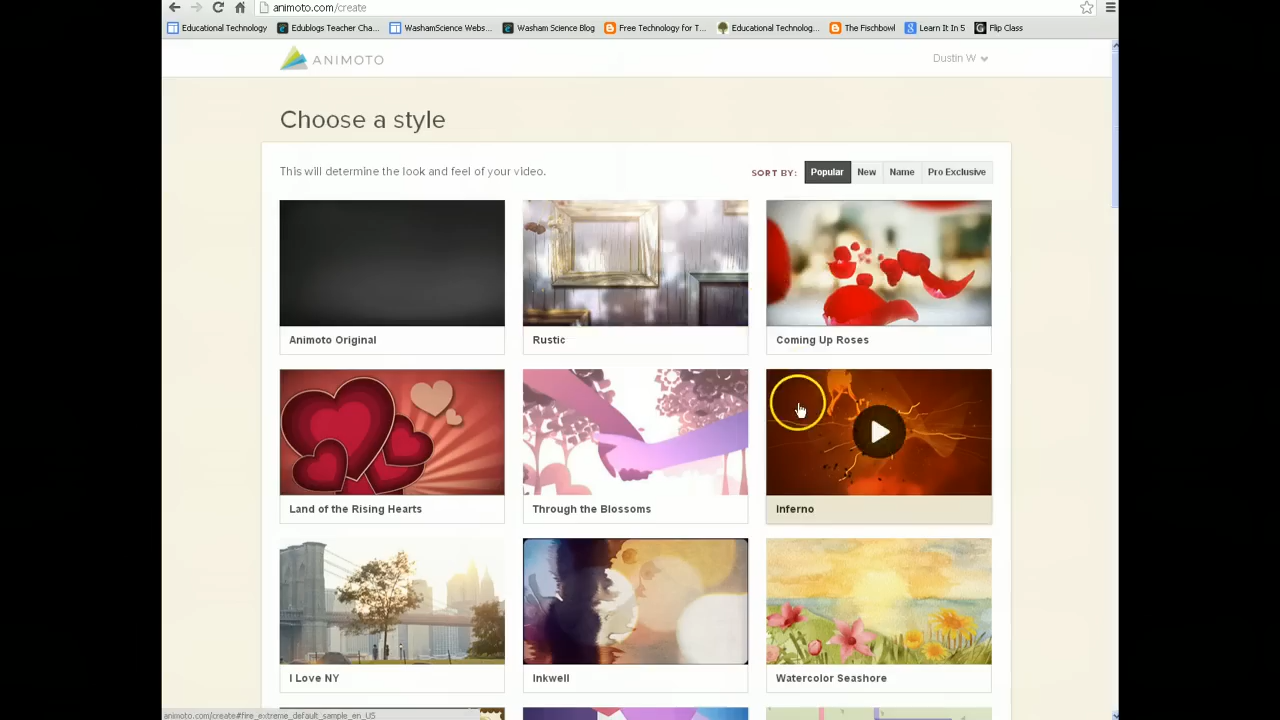 animoto.com/create
Educational Technology
Edublogs Teacher Cha...
WashamScience Webs...
Washam Science Blog
Free Technology for T...
Educational Technolog...
The Fischbowl
Learn It In 5
Flip Class
ANIMOTO
Dustin W
Choose a style
This will determine the look and feel of your video.
SORT BY: Popular New Name Pro Exclusive
Animoto Original
Rustic
Coming Up Roses
Land of the Rising Hearts
Through the Blossoms
Inferno
I Love NY
Inkwell
Watercolor Seashore
animoto.com/create#fire_extreme_default_sample_en_US